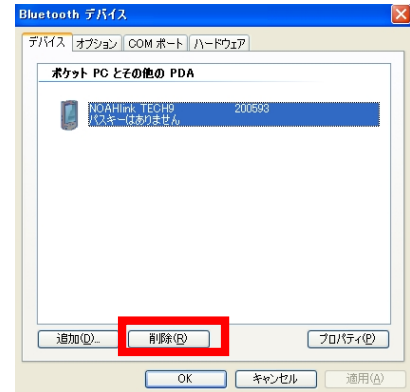 Bluetooth デバイス
デバイス オプション COM ポート ハードウェア
ポケット PC とその他の PDA
NOAHlink TECH9 200593
パスキーはありません
追加(D)... 削除(R) プロパティ(P)
OK キャンセル 適用(A)